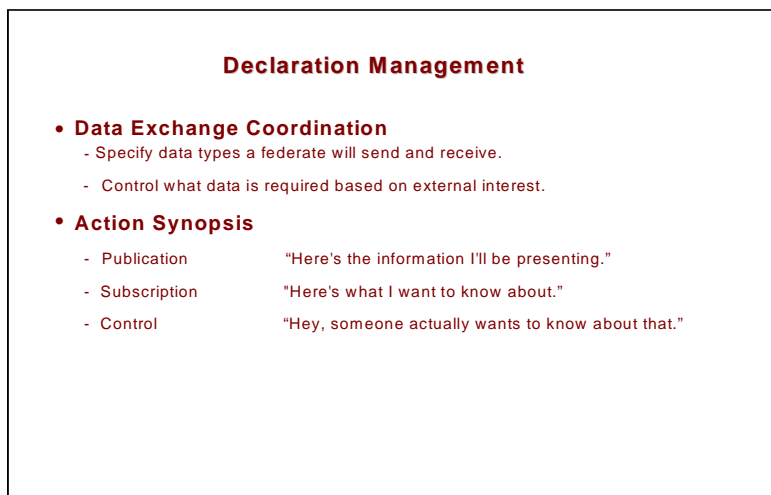 Declaration Management
• Data Exchange Coordination
- Specify data types a federate will send and receive.
- Control what data is required based on external interest.
• Action Synopsis
- Publication “Here's the information I'll be presenting.”
- Subscription "Here's what I want to know about.”
- Control “Hey, someone actually wants to know about that.”